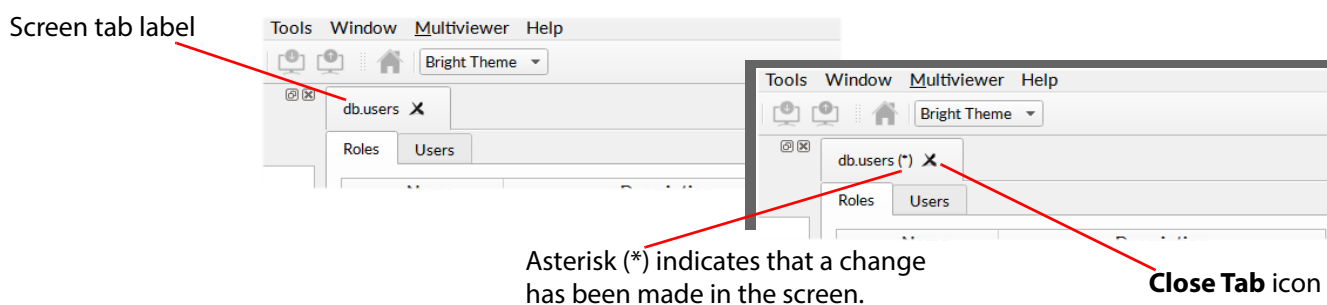 Screen tab label
Tools Window Multiviewer Help
Bright Theme
db.users
Roles Users
Tools Window Multiviewer Help
Bright Theme
db.users (*)
Roles Users
Asterisk (*) indicates that a change
has been made in the screen.
Close Tab icon